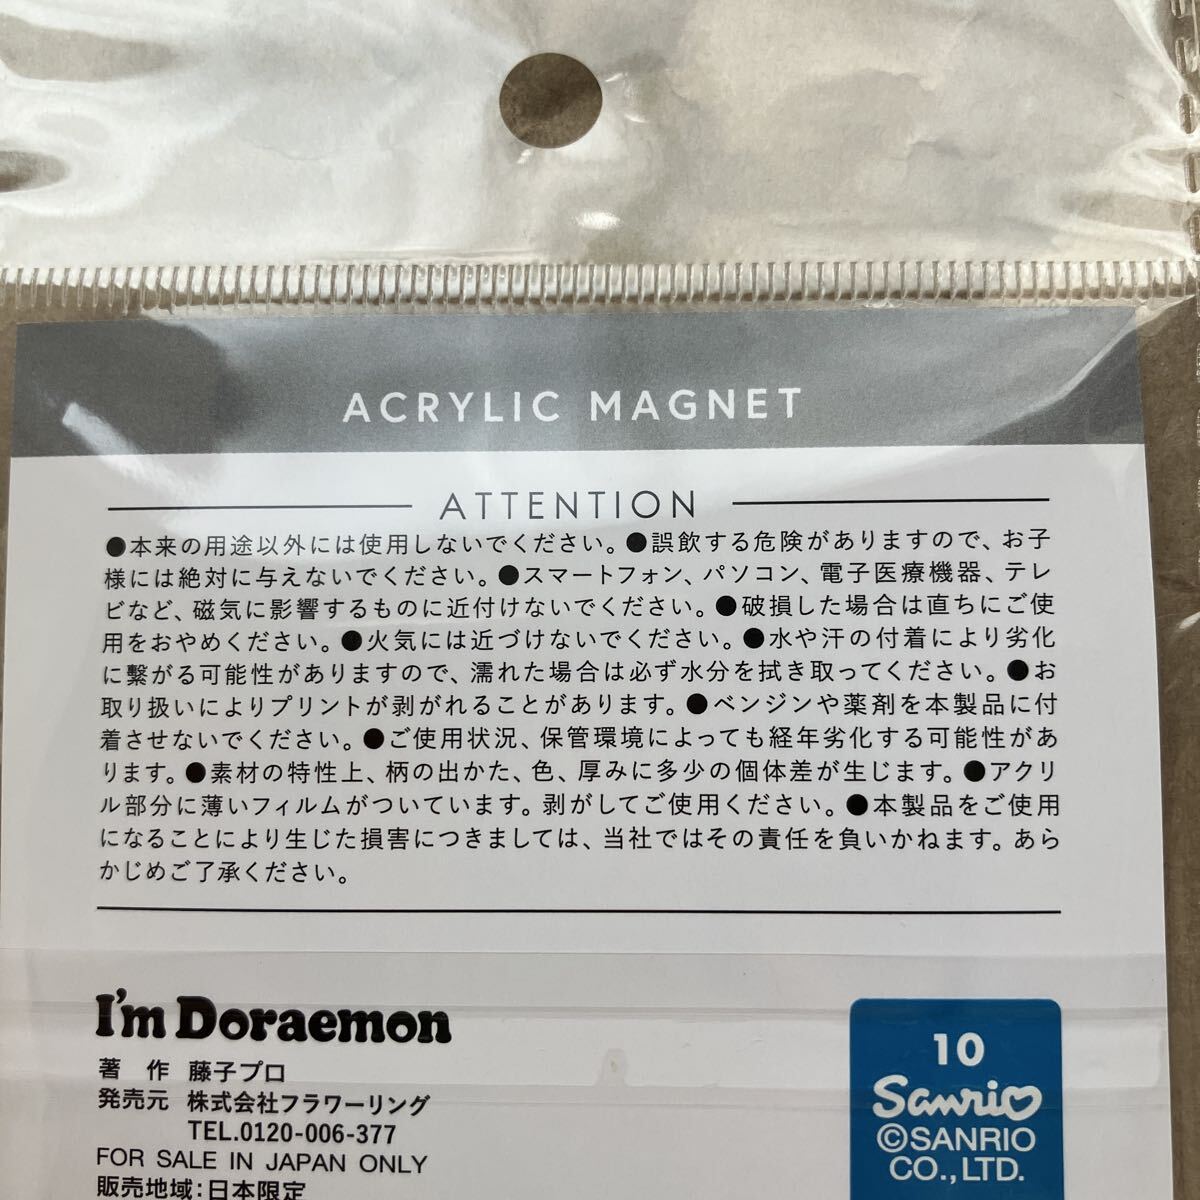 ACRYLIC MAGNET
ATTENTION
●本来の用途以外には使用しないでください。●誤飲する危険がありますので、お子
様には絶対に与えないでください。●スマートフォン、パソコン、電子医療機器、テレ
ビなど、磁気に影響するものに近付けないでください。●破損した場合は直ちにご使
用をおやめください。●火気には近づけないでください。●水や汗の付着により劣化
に繋がる可能性がありますので、濡れた場合は必ず水分を拭き取ってください。●お
取り扱いによりプリントが剥がれることがあります。●ベンジンや薬剤を本製品に付
着させないでください。●ご使用状況、保管環境によっても経年劣化する可能性があ
ります。●素材の特性上、柄の出かた、色、厚みに多少の個体差が生じます。●アクリ
ル部分に薄いフィルムがついています。剥がしてご使用ください。●本製品をご使用
になることにより生じた損害につきましては、当社ではその責任を負いかねます。あら
かじめご了承ください。
I'm Doraemon
著 作 藤子プロ
発売元 株式会社フラワーリング
TEL.0120-006-377
FOR SALE IN JAPAN ONLY
販売地域:日本限定
10
Sanrio
©SANRIO
CO.,LTD.